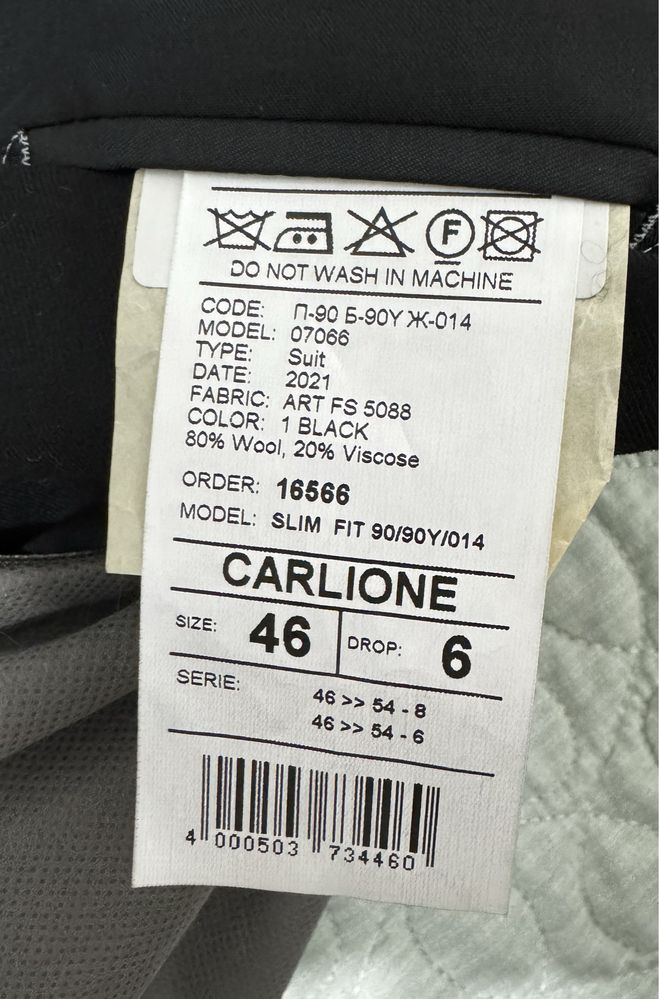 F
DO NOT WASH IN MACHINE
CODE: П-90 Б-90Y Ж-014
MODEL: 07066
TYPE: Suit
DATE: 2021
FABRIC: ART FS 5088
COLOR: 1 BLACK
80% Wool, 20% Viscose
ORDER: 16566
MODEL: SLIM FIT 90/90Y/014
CARLIONE
SIZE: 46 DROP: 6
SERIE: 46 >> 54 - 8
46 >> 54 - 6
4 000503 734460